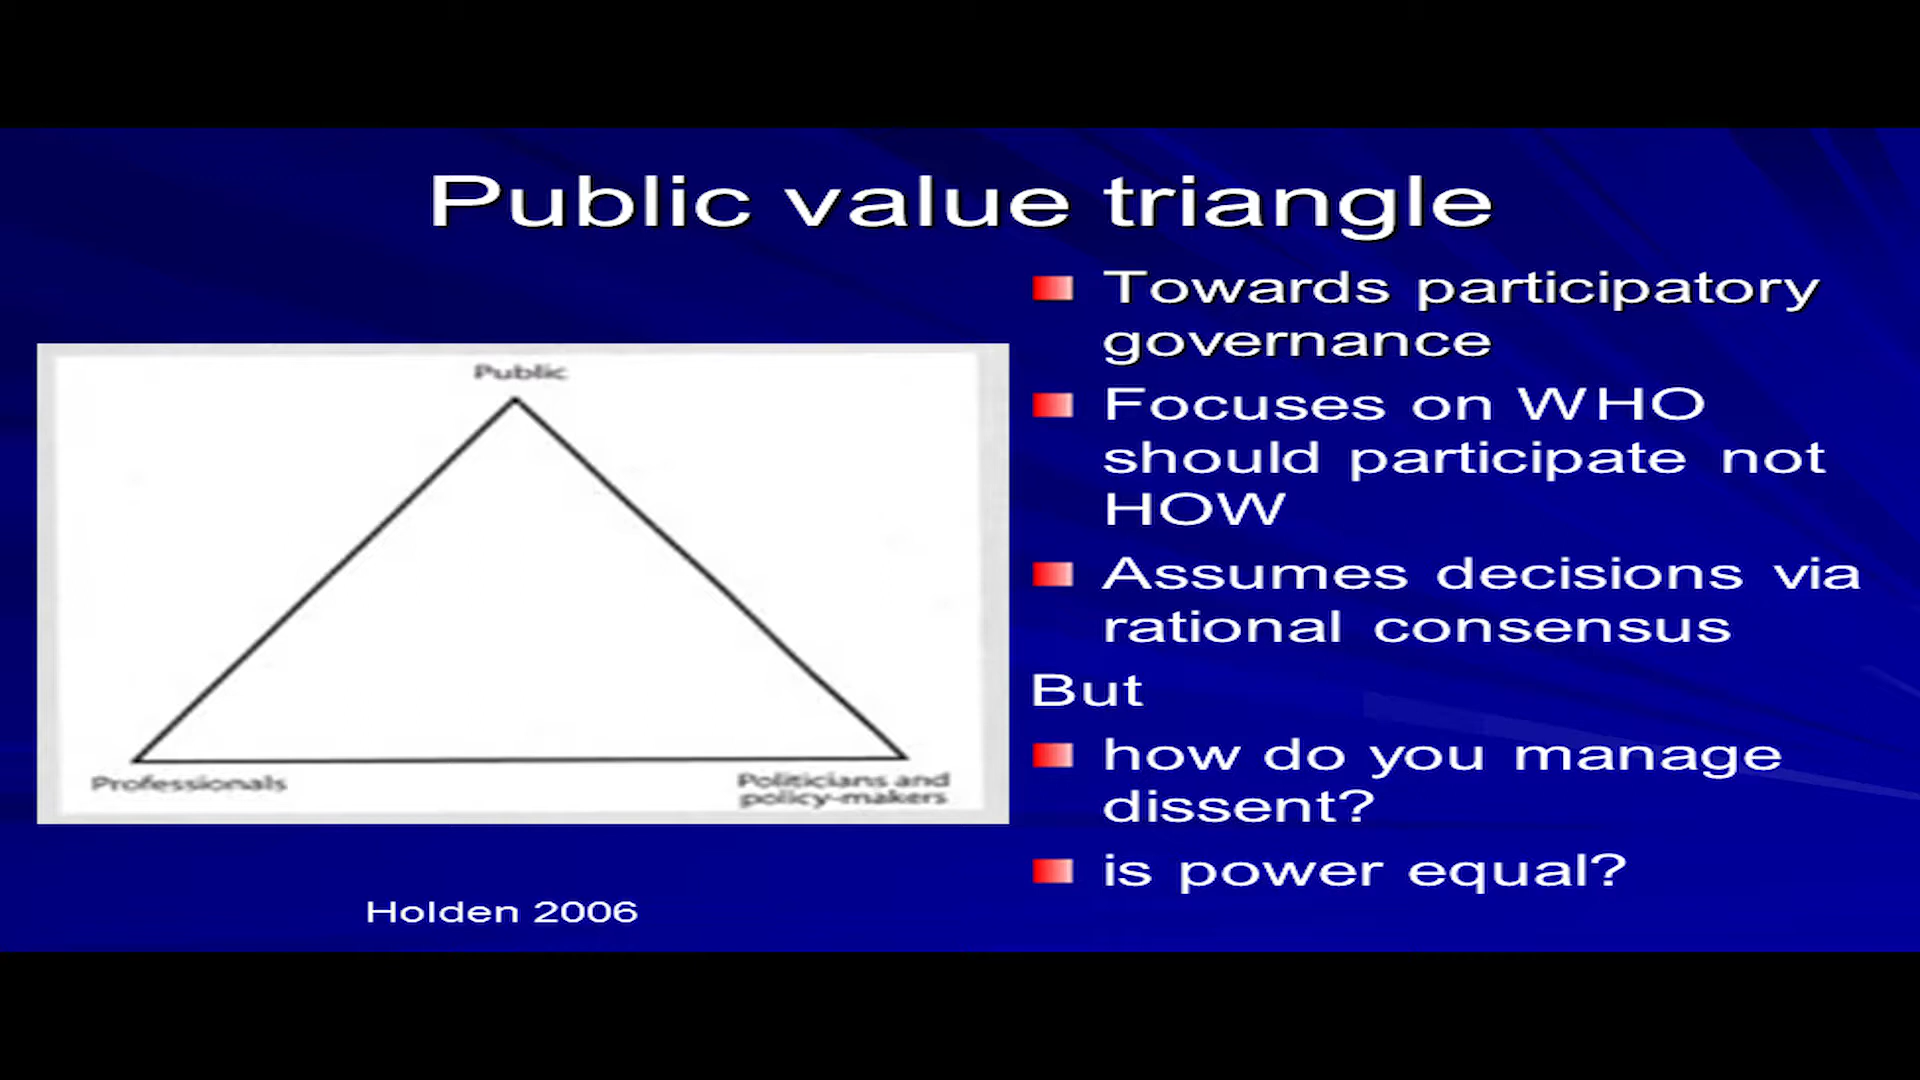 Public value triangle
Public
Professionals
Politicians and
policy-makers
Holden 2006
Towards participatory
governance
Focuses on WHO
should participate not
HOW
Assumes decisions via
rational consensus
But
how do you manage
dissent?
is power equal?